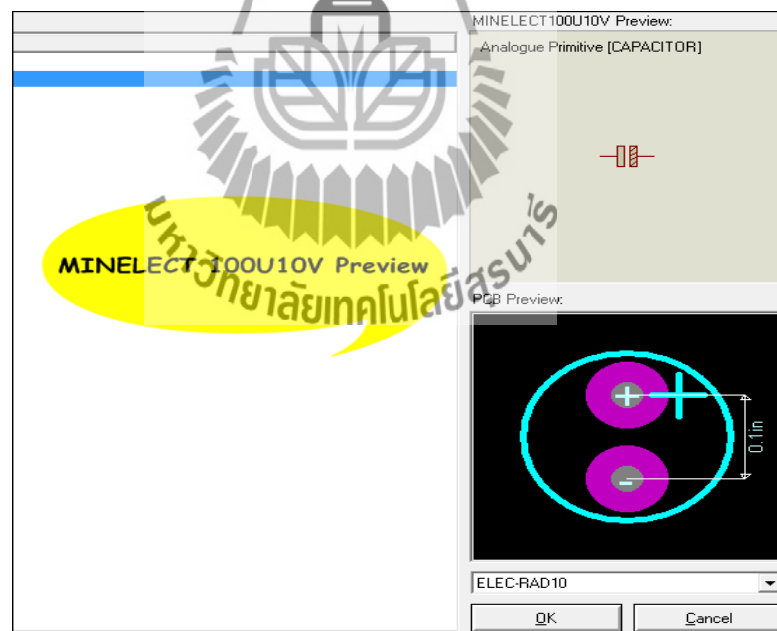 MINELECT100U10V Preview:
Analogue Primitive [CAPACITOR]
MINELECT 100U10V Preview
มหาวิทยาลัยเทคโนโลยีสุรนารี
PCB Preview:
+
-
0.1in
ELEC-RAD10
OK
Cancel